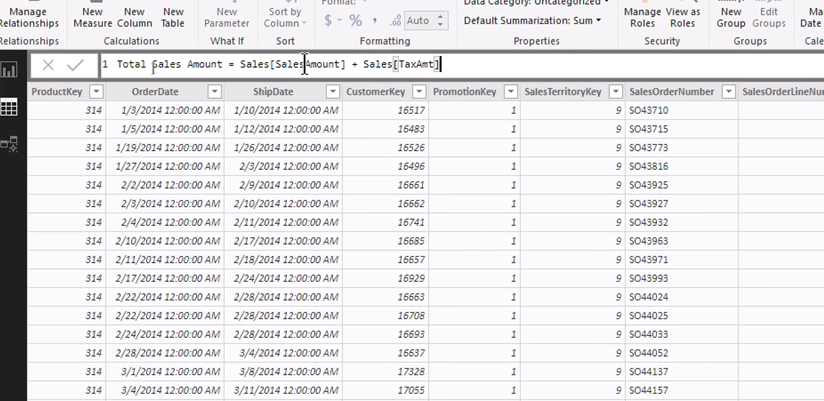 Format:
Data Category: Uncategorized
Manage Relationships
New Measure
New Column
New Table
New Parameter
Sort by Column
$ % , .00 Auto
Default Summarization: Sum
Manage Roles
View as Roles
New Group
Edit Groups
Mark
Date
Relationships Calculations What If Sort Formatting Properties Security Groups Calen
1 Total Sales Amount = Sales[SalesAmount] + Sales[TaxAmt]
ProductKey OrderDate ShipDate CustomerKey PromotionKey SalesTerritoryKey SalesOrderNumber SalesOrderLineNu
314 1/3/2014 12:00:00 AM 1/10/2014 12:00:00 AM 16517 1 9 SO43710
314 1/5/2014 12:00:00 AM 1/12/2014 12:00:00 AM 16483 1 9 SO43715
314 1/19/2014 12:00:00 AM 1/26/2014 12:00:00 AM 16526 1 9 SO43773
314 1/27/2014 12:00:00 AM 2/3/2014 12:00:00 AM 16496 1 9 SO43816
314 2/2/2014 12:00:00 AM 2/9/2014 12:00:00 AM 16661 1 9 SO43925
314 2/3/2014 12:00:00 AM 2/10/2014 12:00:00 AM 16662 1 9 SO43927
314 2/4/2014 12:00:00 AM 2/11/2014 12:00:00 AM 16741 1 9 SO43932
314 2/10/2014 12:00:00 AM 2/17/2014 12:00:00 AM 16685 1 9 SO43963
314 2/11/2014 12:00:00 AM 2/18/2014 12:00:00 AM 16657 1 9 SO43971
314 2/17/2014 12:00:00 AM 2/24/2014 12:00:00 AM 16929 1 9 SO43993
314 2/22/2014 12:00:00 AM 2/28/2014 12:00:00 AM 16663 1 9 SO44024
314 2/22/2014 12:00:00 AM 2/28/2014 12:00:00 AM 16708 1 9 SO44025
314 2/24/2014 12:00:00 AM 2/28/2014 12:00:00 AM 16693 1 9 SO44033
314 2/28/2014 12:00:00 AM 3/4/2014 12:00:00 AM 16637 1 9 SO44052
314 3/1/2014 12:00:00 AM 3/8/2014 12:00:00 AM 17328 1 9 SO44137
314 3/4/2014 12:00:00 AM 3/11/2014 12:00:00 AM 17055 1 9 SO44157